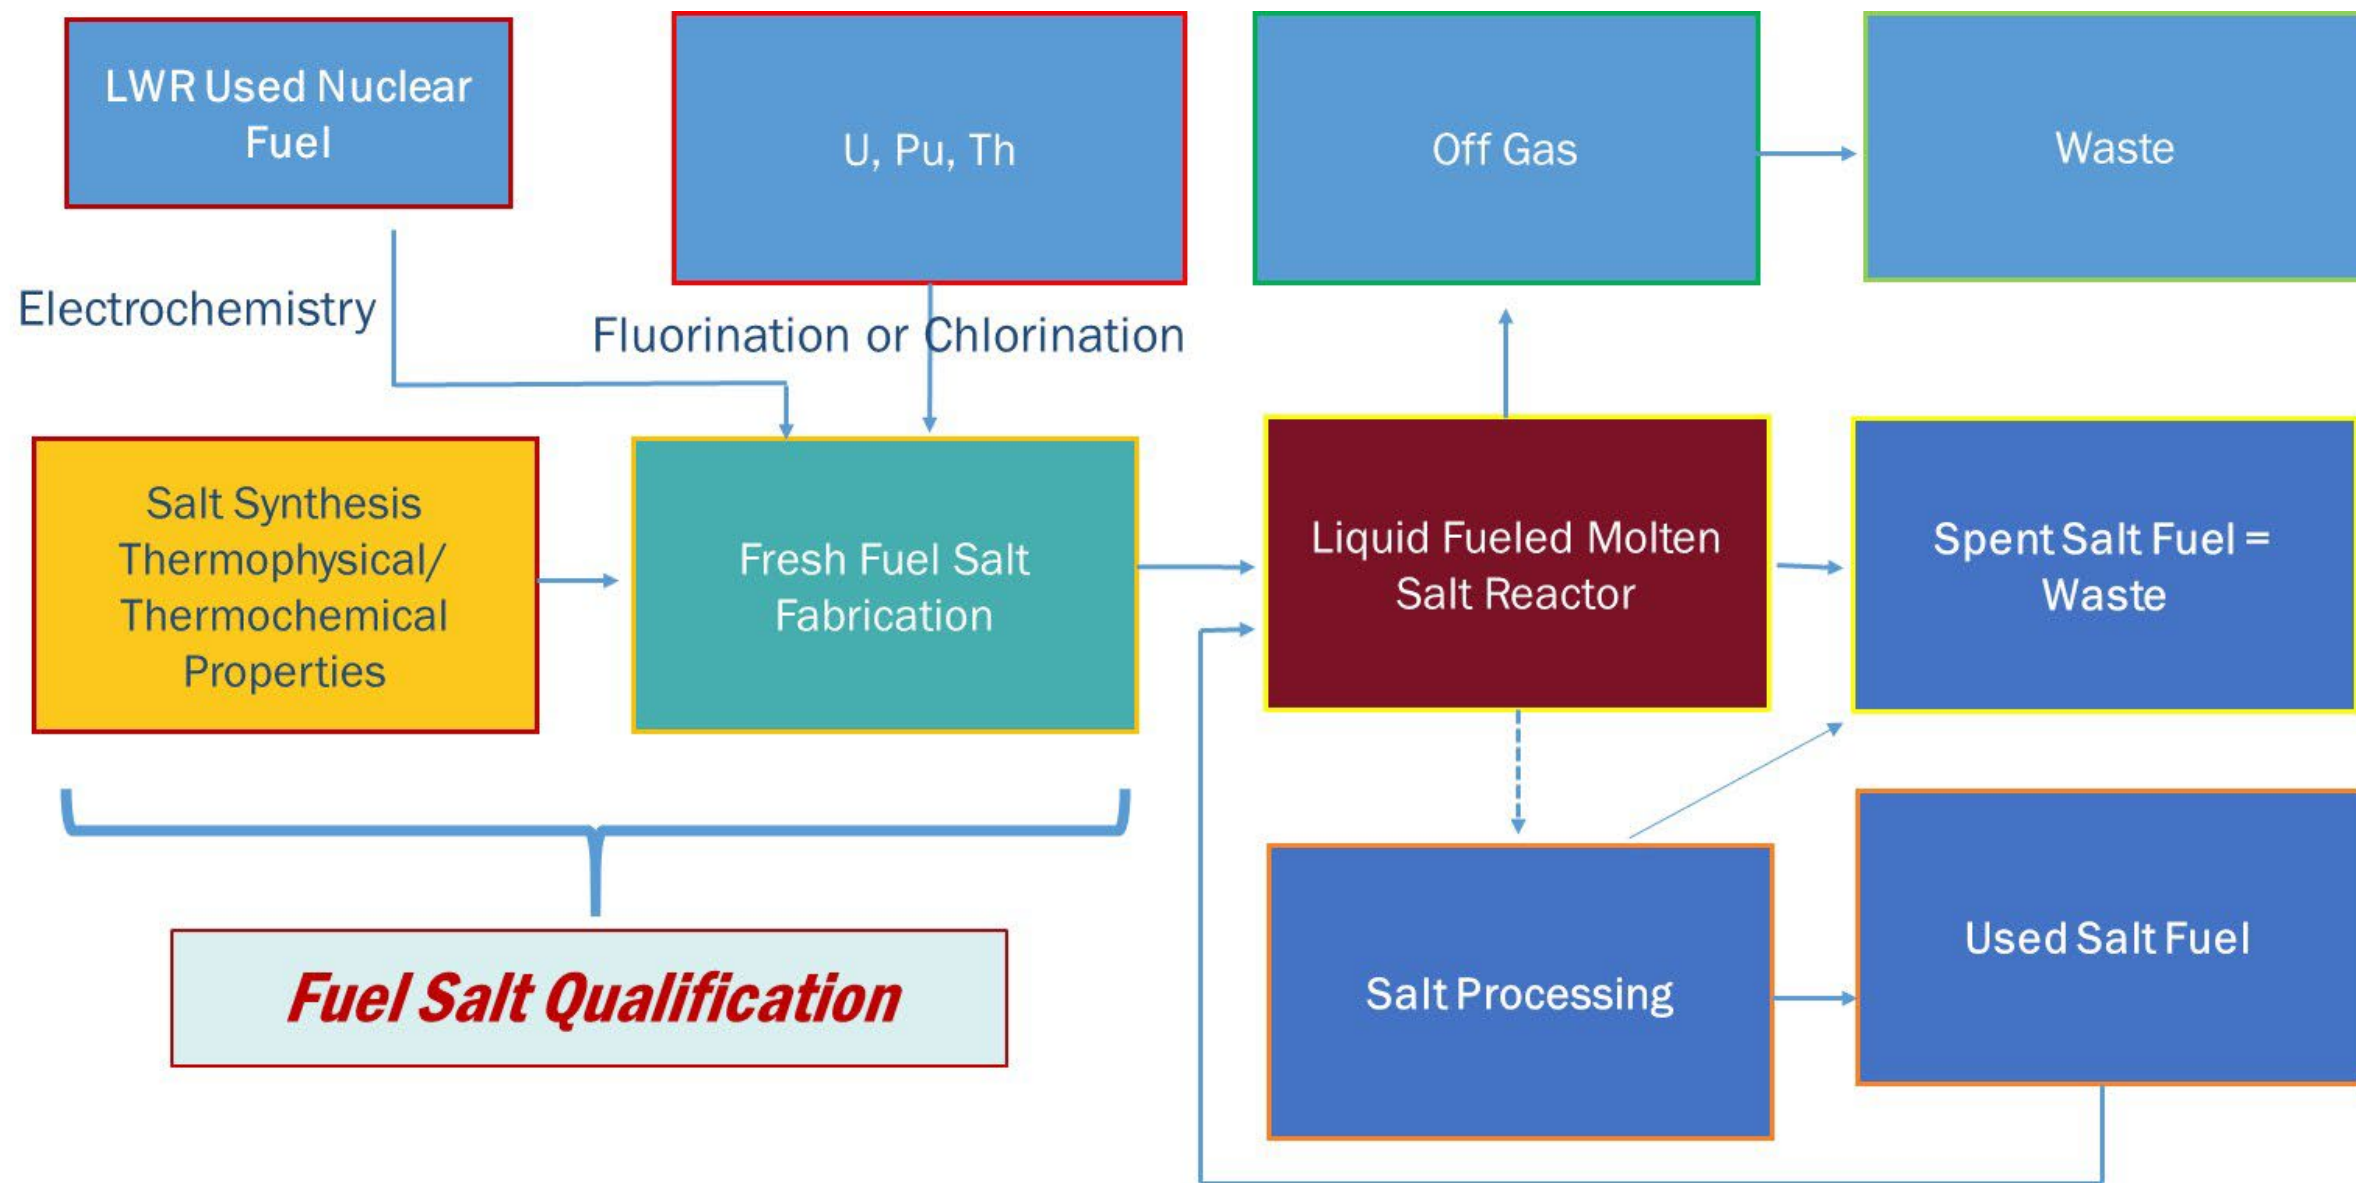 LWR Used Nuclear
Fuel
U, Pu, Th
Off Gas
Waste
Electrochemistry
Fluorination or Chlorination
Salt Synthesis
Thermophysical/
Thermochemical
Properties
Fresh Fuel Salt
Fabrication
Liquid Fueled Molten
Salt Reactor
Spent Salt Fuel =
Waste
Fuel Salt Qualification
Salt Processing
Used Salt Fuel